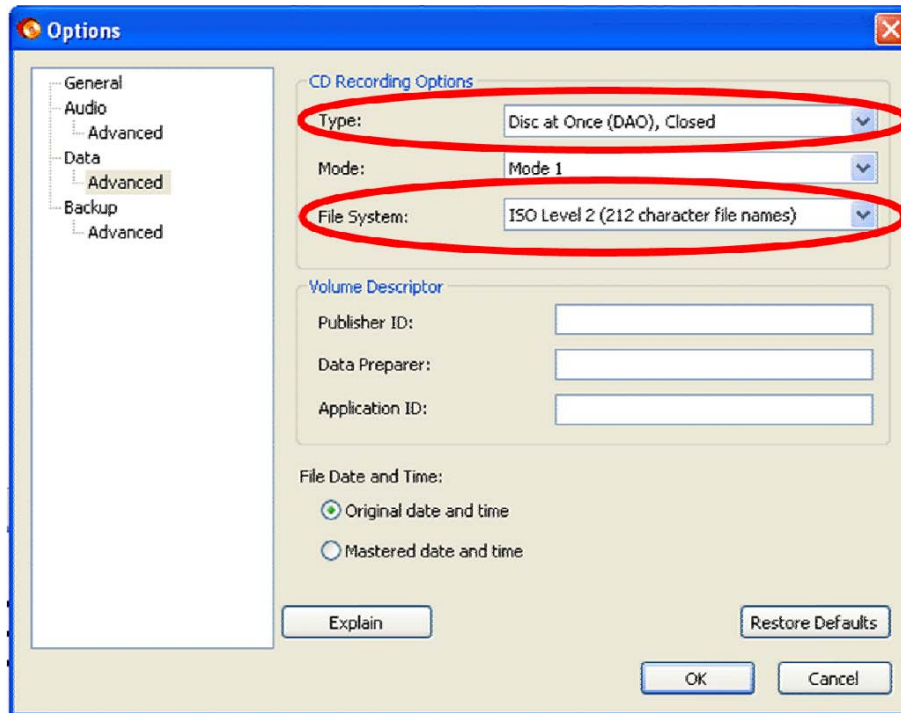 Options
General
Audio
Advanced
Data
Advanced
Backup
Advanced
CD Recording Options
Type: Disc at Once (DAO), Closed
Mode: Mode 1
File System: ISO Level 2 (212 character file names)
Volume Descriptor
Publisher ID:
Data Preparer:
Application ID:
File Date and Time:
Original date and time
Mastered date and time
Explain Restore Defaults
OK Cancel